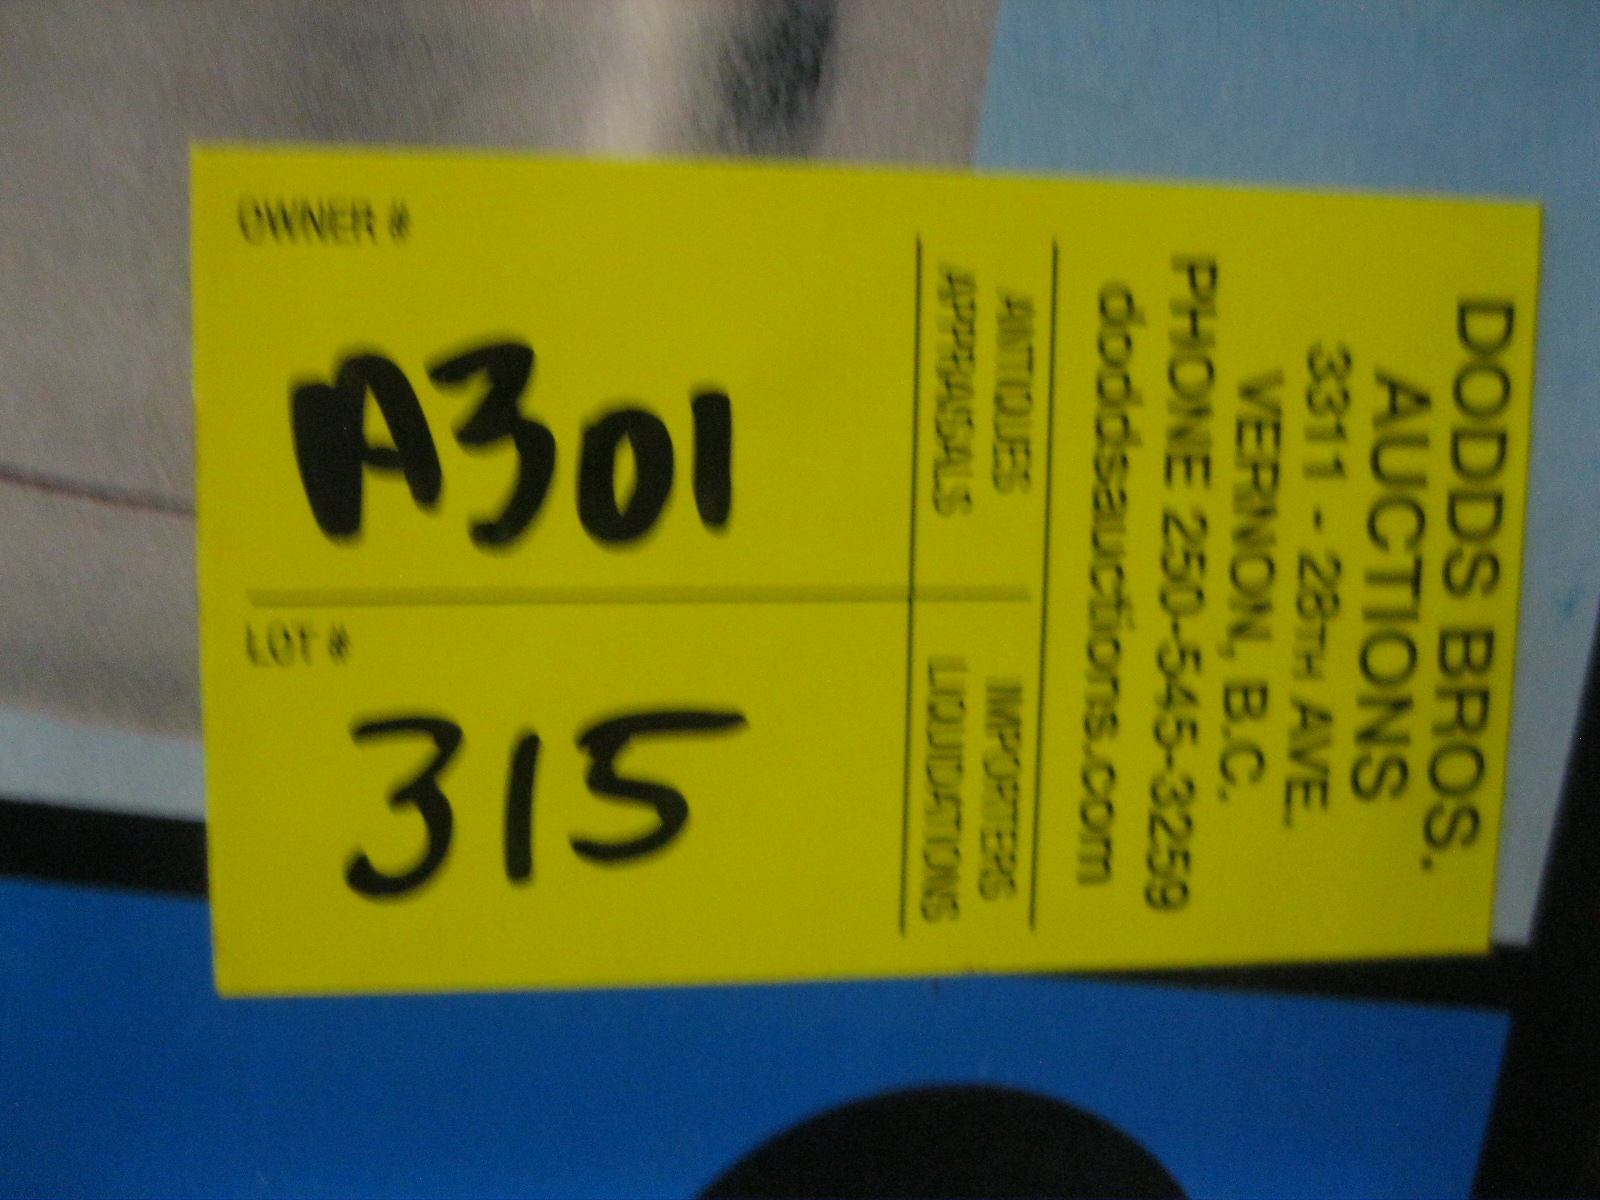 DODDS BROS.
AUCTIONS
3311 - 28TH AVE.
VERNON, B.C.
PHONE 250-545-3259
doddsauctions.com
ANTIQUES IMPORTERS
APPRAISALS LIQUIDATIONS
OWNER #
A301
LOT #
315